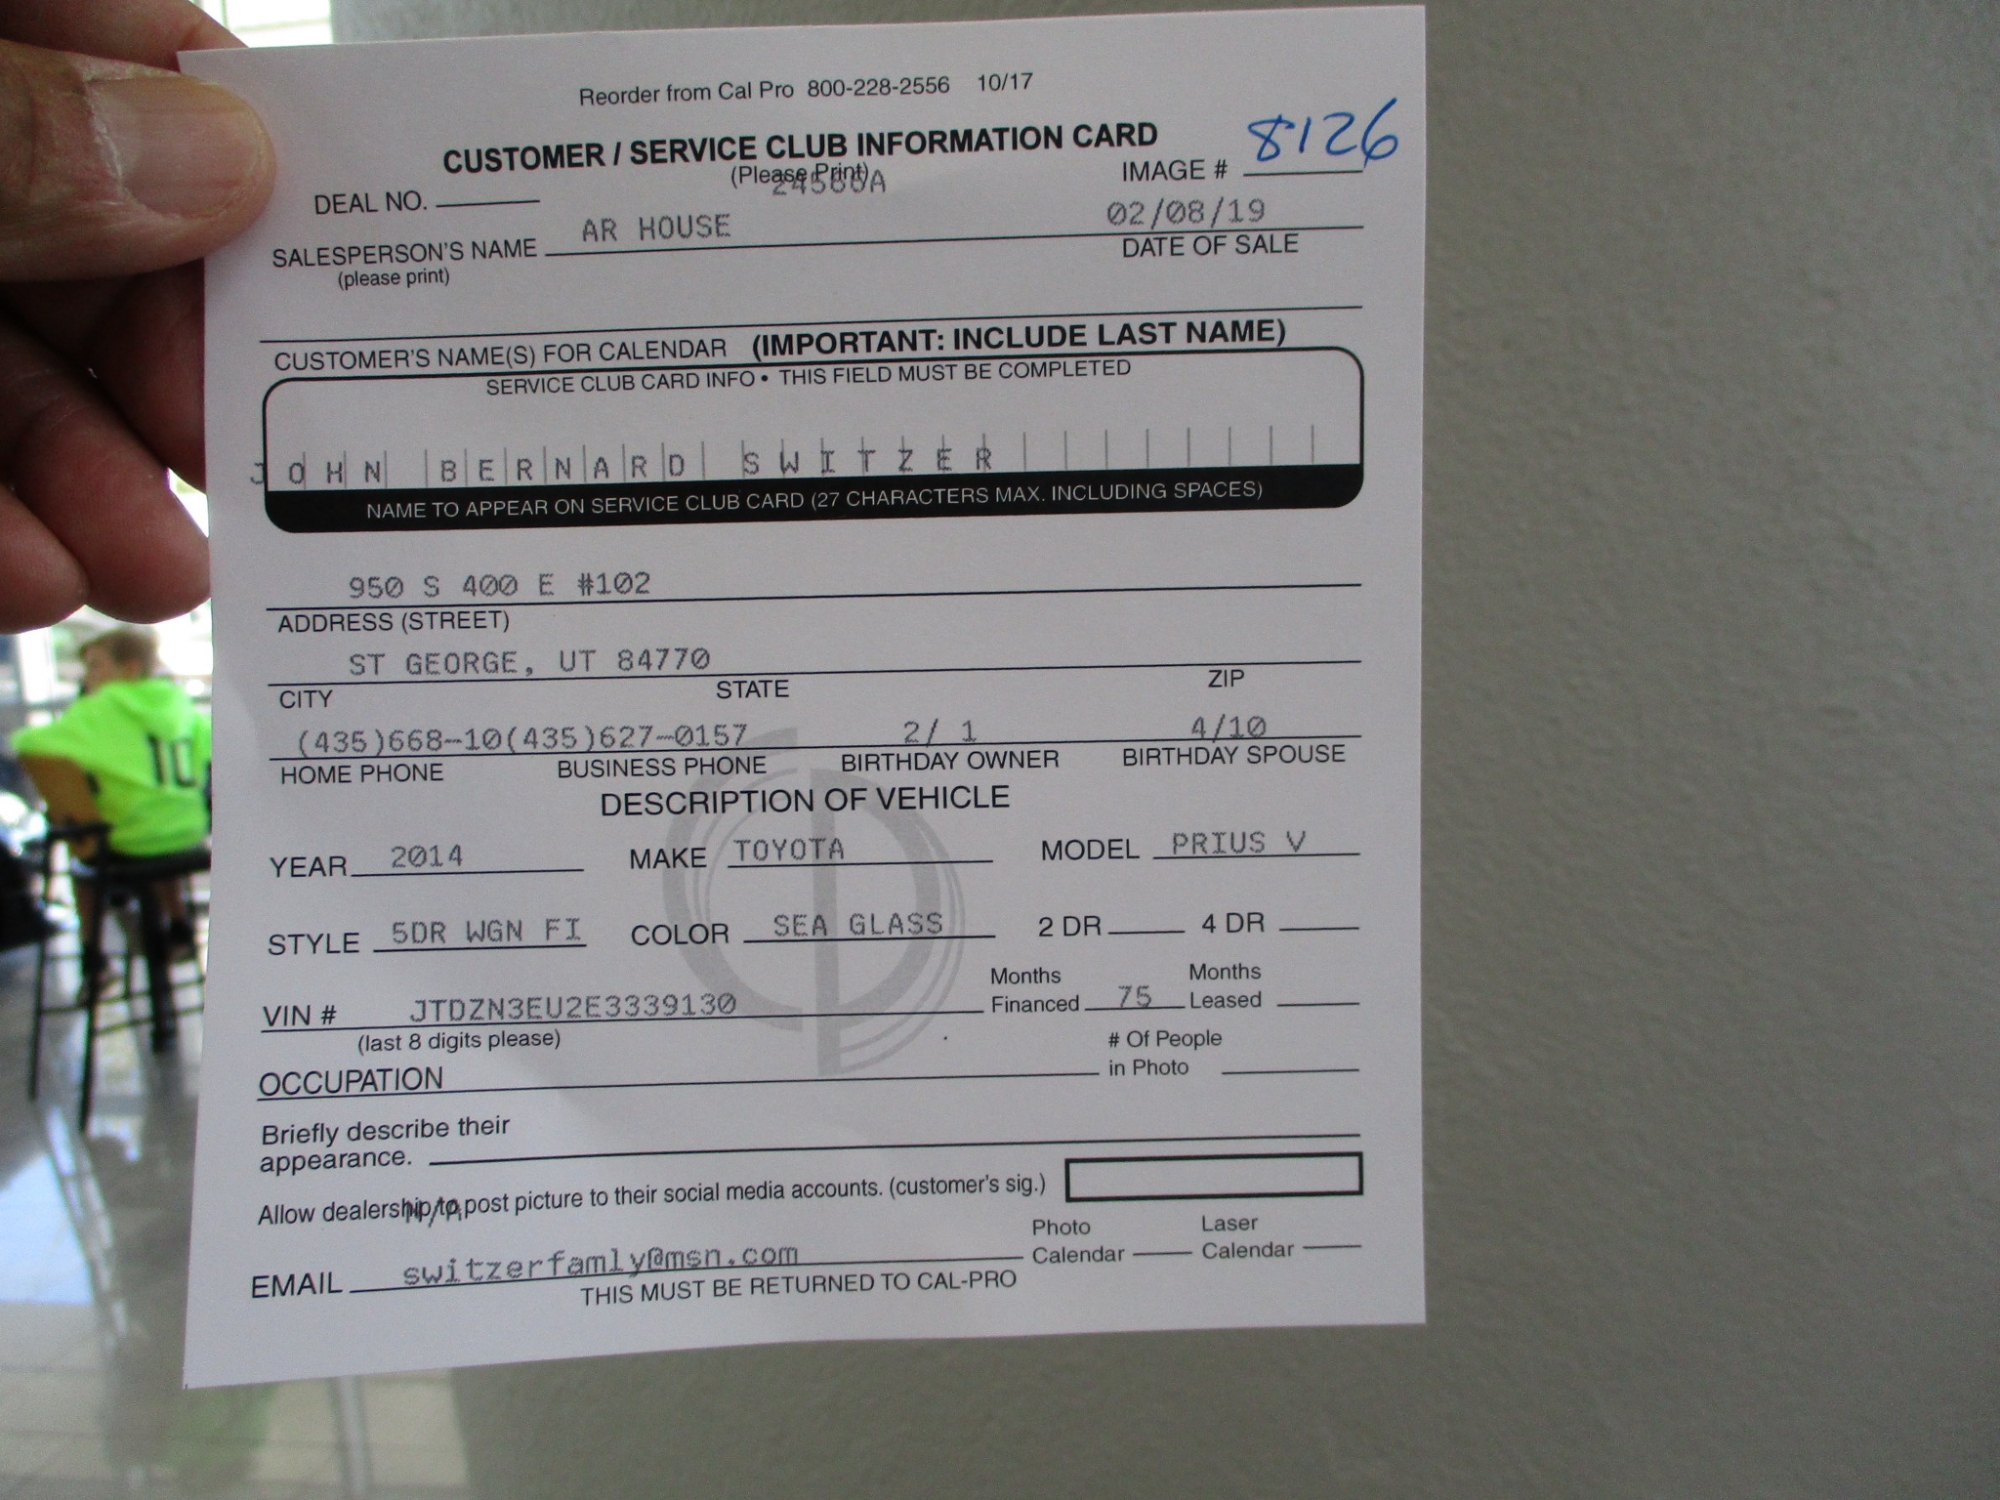 Reorder from Cal Pro 800-228-2556 10/17
CUSTOMER / SERVICE CLUB INFORMATION CARD
8126
(Please Print)
IMAGE #
DEAL NO.
AR HOUSE
02/08/19
SALESPERSON'S NAME
DATE OF SALE
(please print)
CUSTOMER'S NAME(S) FOR CALENDAR (IMPORTANT: INCLUDE LAST NAME)
SERVICE CLUB CARD INFO • THIS FIELD MUST BE COMPLETED
JOHN BERNARD SWITZER
NAME TO APPEAR ON SERVICE CLUB CARD (27 CHARACTERS MAX. INCLUDING SPACES)
950 S 400 E #102
ADDRESS (STREET)
ST GEORGE, UT 84770
CITY STATE ZIP
(435)668-10(435)627-0157 2/ 1 4/10
HOME PHONE BUSINESS PHONE BIRTHDAY OWNER BIRTHDAY SPOUSE
DESCRIPTION OF VEHICLE
YEAR 2014 MAKE TOYOTA MODEL PRIUS V
STYLE 5DR WGN FI COLOR SEA GLASS 2 DR 4 DR
Months Months
VIN # JTDZN3EU2E3339130 Financed 75 Leased
(last 8 digits please)
# Of People
OCCUPATION in Photo
Briefly describe their
appearance.
Allow dealership to post picture to their social media accounts. (customer's sig.)
N/A
Photo Laser
EMAIL switzerfamly@msn.com Calendar Calendar
THIS MUST BE RETURNED TO CAL-PRO
10